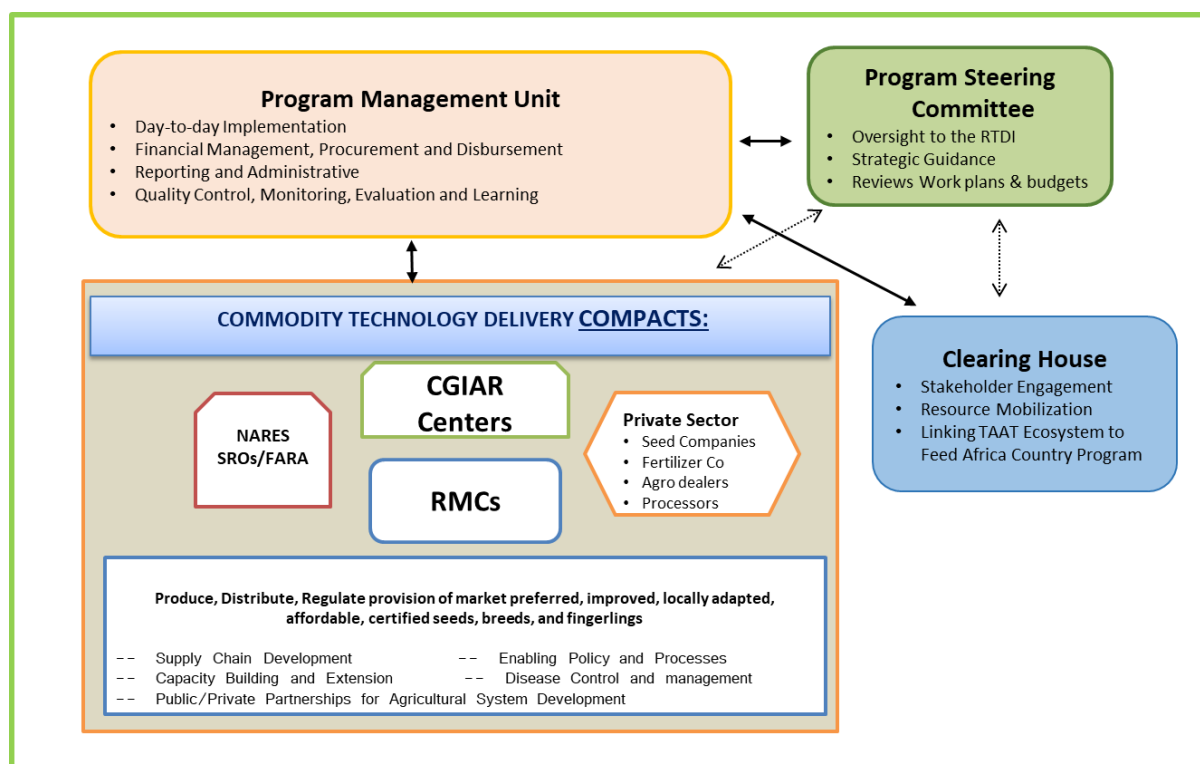 Program Management Unit
• Day-to-day Implementation
• Financial Management, Procurement and Disbursement
• Reporting and Administrative
• Quality Control, Monitoring, Evaluation and Learning
Program Steering
Committee
• Oversight to the RTDI
• Strategic Guidance
• Reviews Work plans & budgets
COMMODITY TECHNOLOGY DELIVERY COMPACTS:
NARES
SROs/FARA
CGIAR
Centers
RMCs
Private Sector
• Seed Companies
• Fertilizer Co
• Agro dealers
• Processors
Clearing House
• Stakeholder Engagement
• Resource Mobilization
• Linking TAAT Ecosystem to
Feed Africa Country Program
Produce, Distribute, Regulate provision of market preferred, improved, locally adapted,
affordable, certified seeds, breeds, and fingerlings
-- Supply Chain Development -- Enabling Policy and Processes
-- Capacity Building and Extension -- Disease Control and management
-- Public/Private Partnerships for Agricultural System Development